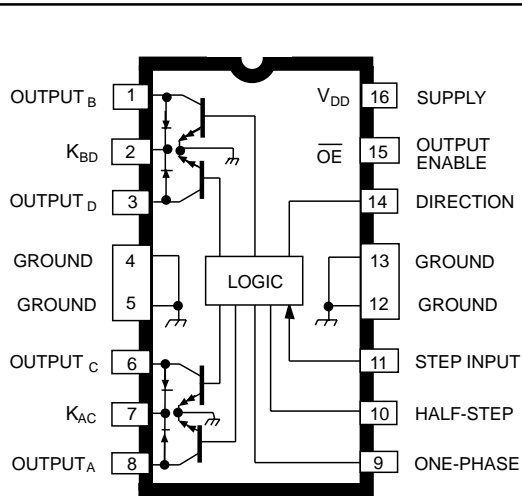 OUTPUT B 1 VDD 16 SUPPLY
KBD 2 OE 15 OUTPUT ENABLE
OUTPUT D 3 14 DIRECTION
GROUND 4 13 GROUND
LOGIC
GROUND 5 12 GROUND
OUTPUT C 6 11 STEP INPUT
KAC 7 10 HALF-STEP
OUTPUT A 8 9 ONE-PHASE